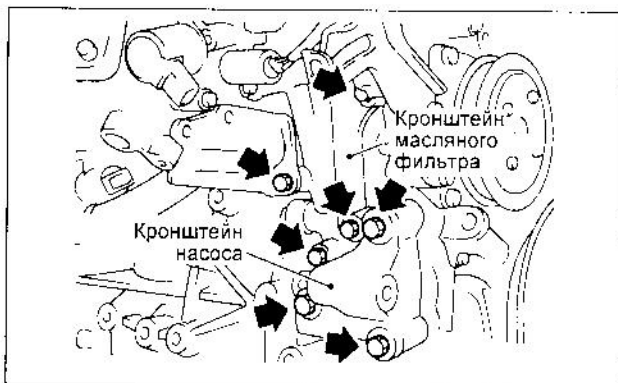 Кронштейн
масляного
фильтра
Кронштейн
насоса